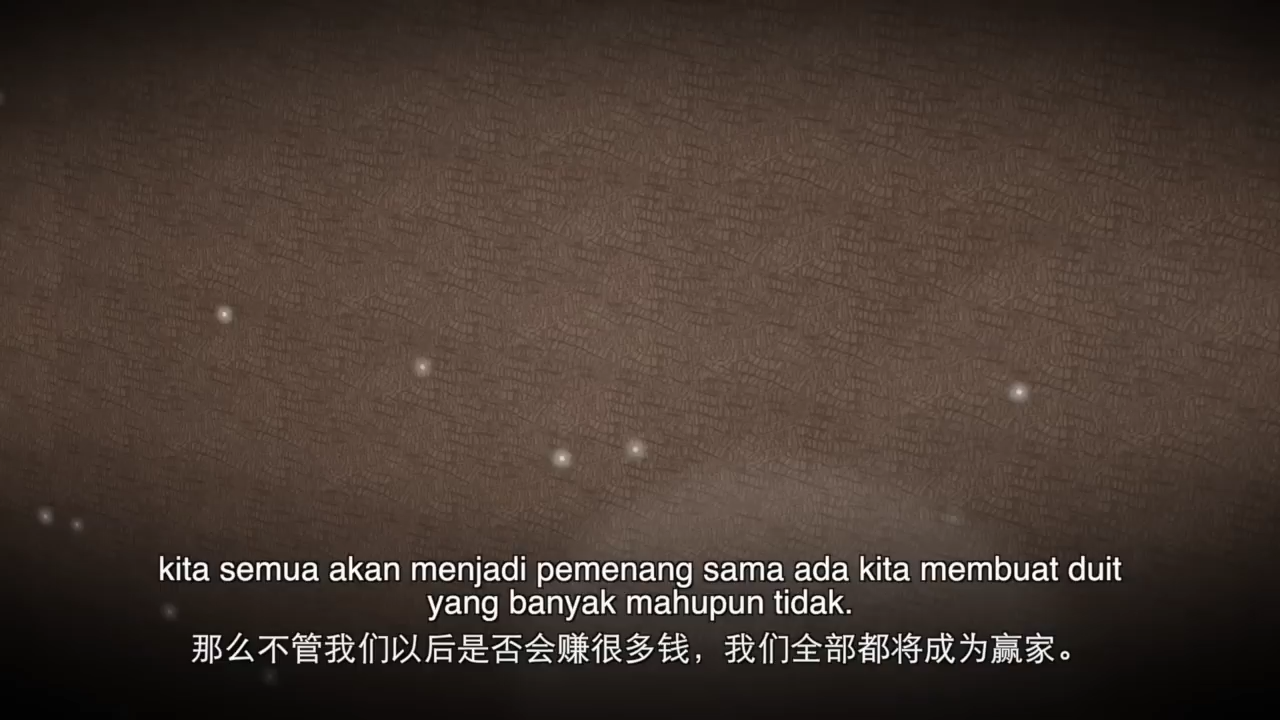 kita semua akan menjadi pemenang sama ada kita membuat duit
yang banyak mahupun tidak.
那么不管我们以后是否会赚很多钱，我们全部都将成为赢家。